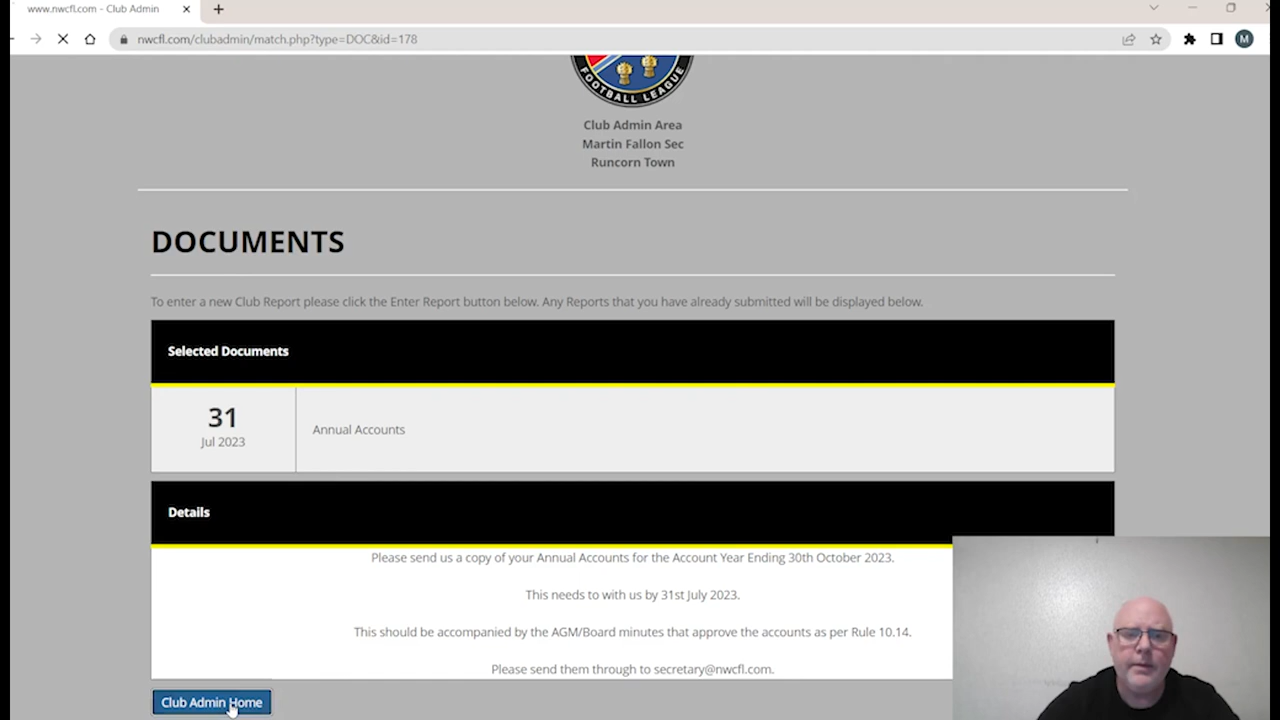 www.nwcfl.com - Club Admin
nwcfl.com/clubadmin/match.php?type=DOC&id=178
M
FOOTBALL LEAGUE
Club Admin Area
Martin Fallon Sec
Runcorn Town
DOCUMENTS
To enter a new Club Report please click the Enter Report button below. Any Reports that you have already submitted will be displayed below.
Selected Documents
31
Jul 2023
Annual Accounts
Details
Please send us a copy of your Annual Accounts for the Account Year Ending 30th October 2023.
This needs to with us by 31st July 2023.
This should be accompanied by the AGM/Board minutes that approve the accounts as per Rule 10.14.
Please send them through to secretary@nwcfl.com.
Club Admin Home